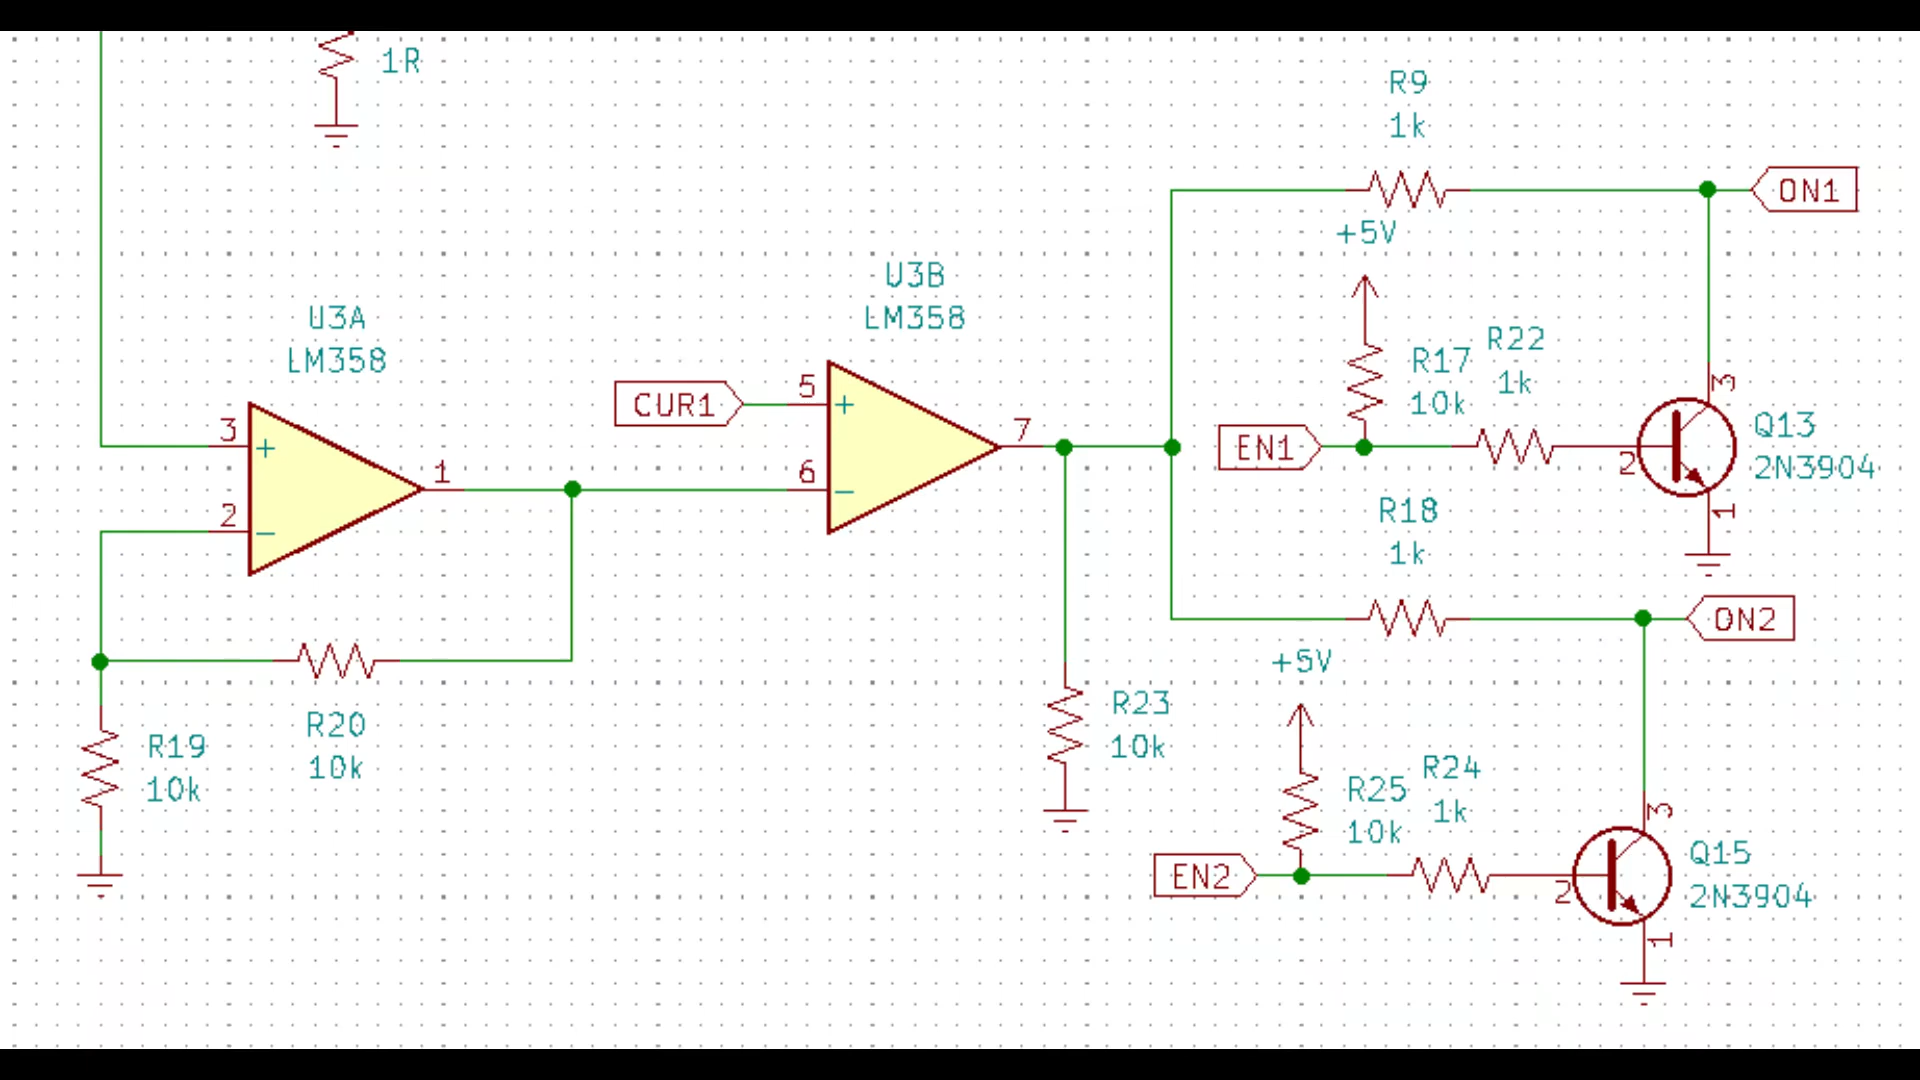 1R
R9
1k
ON1
+5V
U3B
LM358
U3A
LM358
R17
10k
R22
1k
3
CUR1
5
+
7
6
−
3
+
1
2
−
EN1
2
Q13
2N3904
1
R18
1k
ON2
+5V
R20
10k
R19
10k
R23
10k
R25
10k
R24
1k
3
EN2
2
Q15
2N3904
1